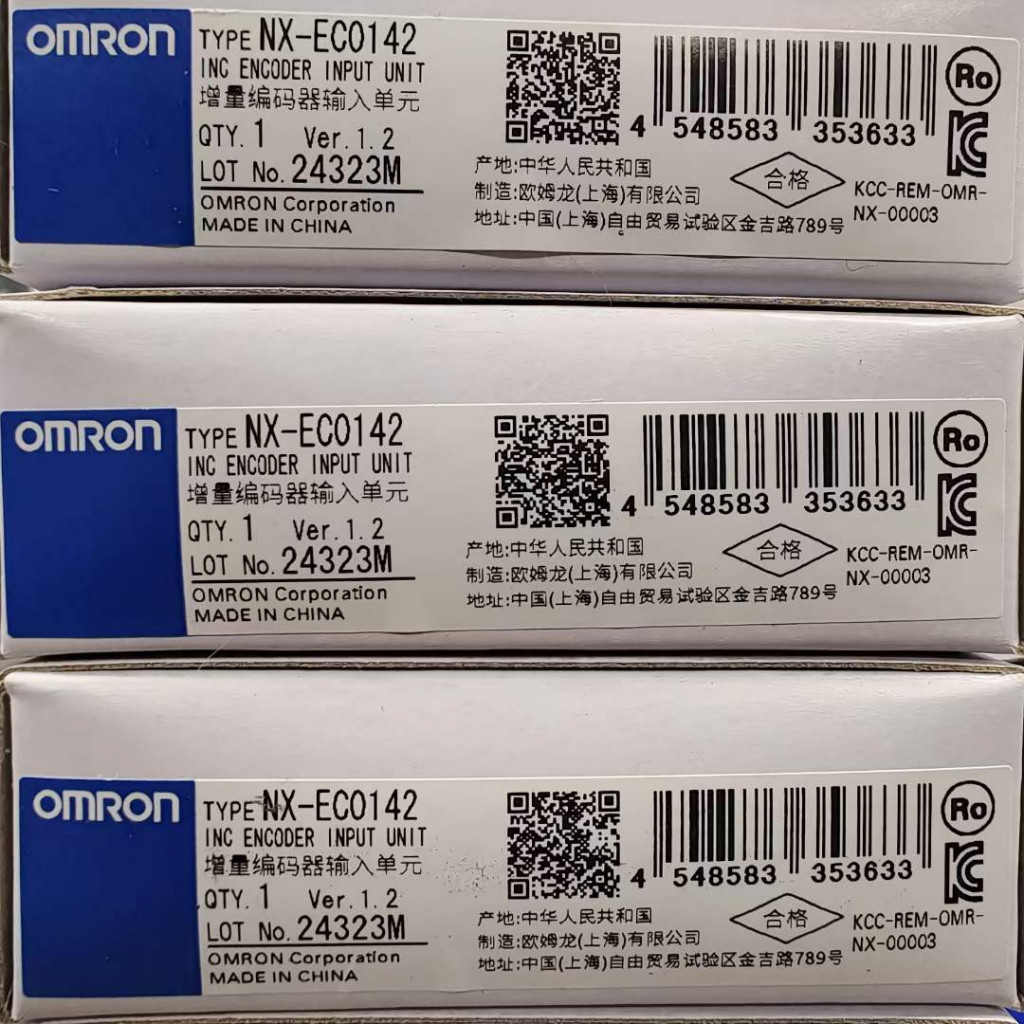 OMRON
TYPE NX-EC0142
INC ENCODER INPUT UNIT
增量编码器输入单元
QTY. 1 Ver.1.2
LOT No. 24323M
OMRON Corporation
MADE IN CHINA
4 548583 353633
Ro
产地:中华人民共和国
制造:欧姆龙(上海)有限公司
地址:中国(上海)自由贸易试验区金吉路789号
合格
KCC-REM-OMR-
NX-00003
OMRON
TYPE NX-EC0142
INC ENCODER INPUT UNIT
增量编码器输入单元
QTY. 1 Ver.1.2
LOT No. 24323M
OMRON Corporation
MADE IN CHINA
4 548583 353633
Ro
产地:中华人民共和国
制造:欧姆龙(上海)有限公司
地址:中国(上海)自由贸易试验区金吉路789号
合格
KCC-REM-OMR-
NX-00003
OMRON
TYPE NX-EC0142
INC ENCODER INPUT UNIT
增量编码器输入单元
QTY. 1 Ver.1.2
LOT No. 24323M
OMRON Corporation
MADE IN CHINA
4 548583 353633
Ro
产地:中华人民共和国
制造:欧姆龙(上海)有限公司
地址:中国(上海)自由贸易试验区金吉路789号
合格
KCC-REM-OMR-
NX-00003